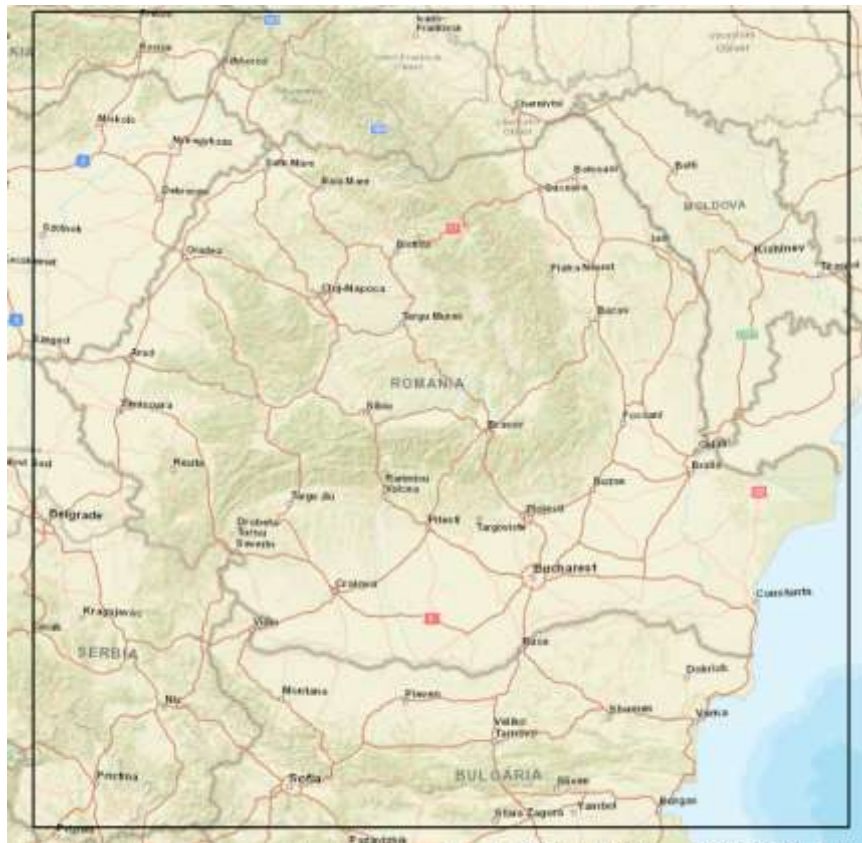 Miskolc
Uzhorod
Chernivtsi
Nyiregyhaza
Satu Mare
Baia Mare
Botosani
Suceava
Balti
MOLDOVA
Debrecen
Szolnok
Oradea
Bistrita
Iasi
Kishinev
Piatra Neamt
Cluj-Napoca
Targu Mures
Bacau
Szeged
Arad
ROMANIA
Timisoara
Sibiu
Brasov
Focsani
Galati
Braila
Resita
Ramnicu
Valcea
Buzau
Targu Jiu
Belgrade
Pitesti
Targoviste
Ploiesti
Drobeta
Turnu
Severin
Bucharest
Craiova
Constanta
Kragujevac
Vidin
SERBIA
Ruse
Dobrich
Nis
Montana
Pleven
Shumen
Varna
Veliko
Tarnovo
Pristina
Sofia
BULGARIA
Sliven
Stara Zagora
Yambol
Burgas